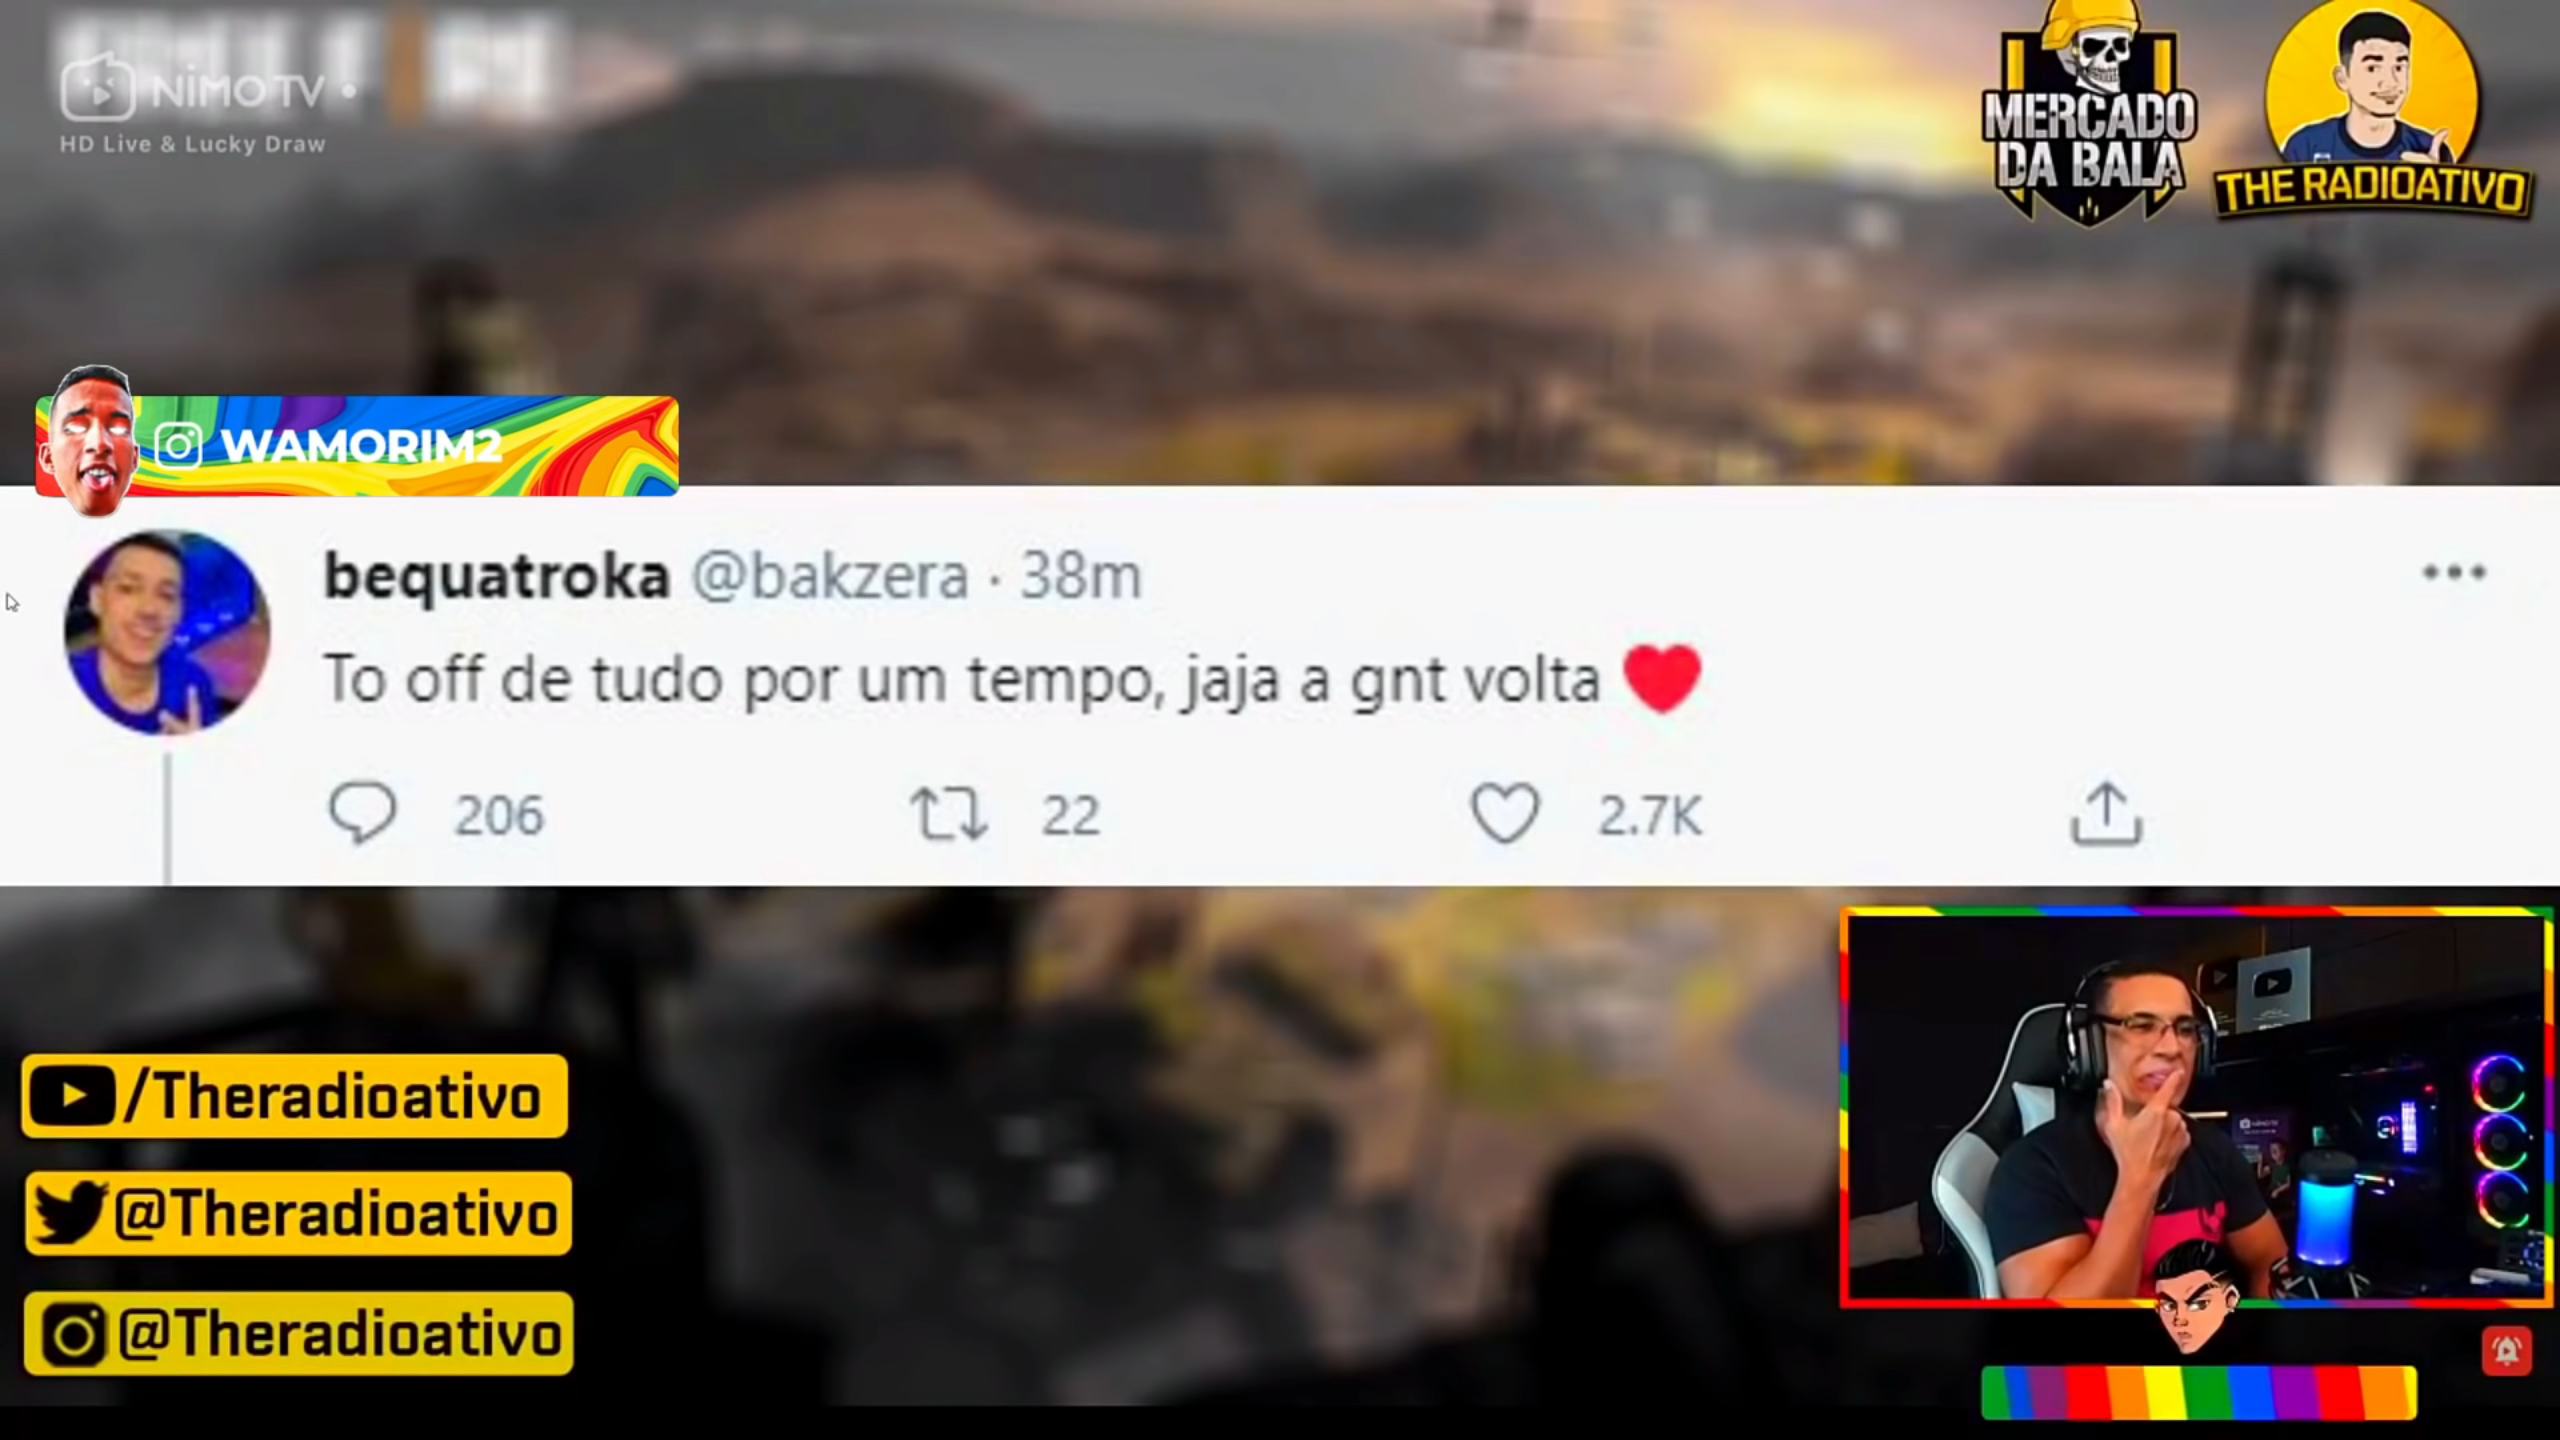 NIMO TV
HD Live & Lucky Draw
MERCADO
DA BALA
THE RADIOATIVO
WAMORIM2
bequatroka @bakzera · 38m
To off de tudo por um tempo, jaja a gnt volta ❤️
206 22 2.7K
/Theradioativo
@Theradioativo
@Theradioativo